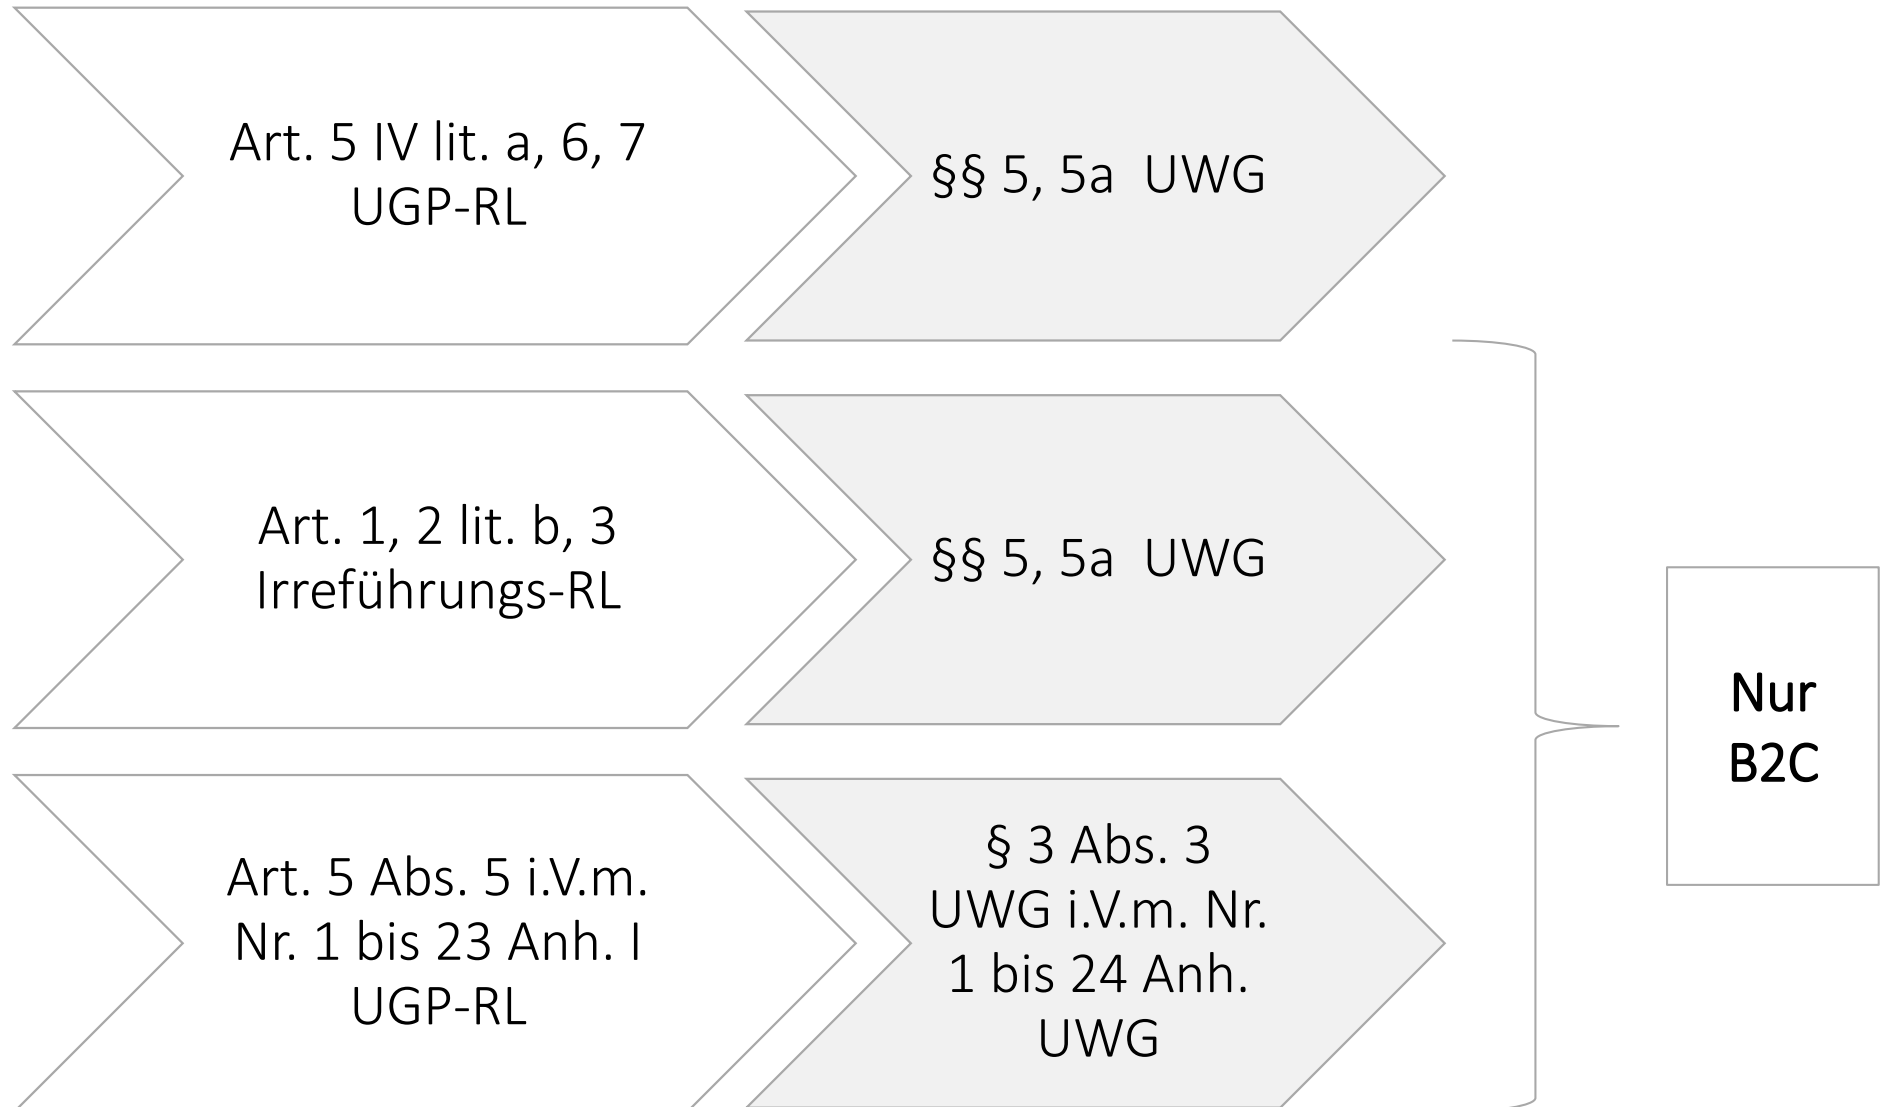 Art. 5 IV lit. a, 6, 7
UGP-RL
§§ 5, 5a  UWG
Art. 1, 2 lit. b, 3
Irreführungs-RL
§§ 5, 5a  UWG
Art. 5 Abs. 5 i.V.m.
Nr. 1 bis 23 Anh. I
UGP-RL
§ 3 Abs. 3
UWG i.V.m. Nr.
1 bis 24 Anh.
UWG
Nur
B2C